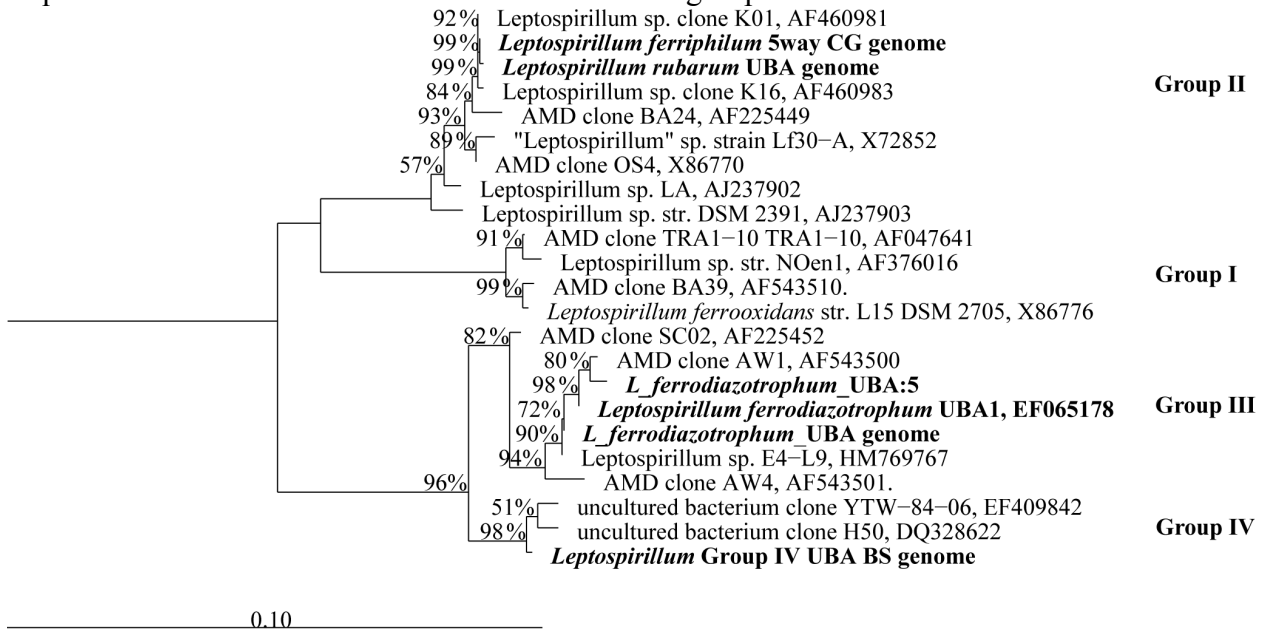 92% Leptospirillum sp. clone K01, AF460981
99% Leptospirillum ferriphilum 5way CG genome
99% Leptospirillum rubarum UBA genome
Group II
84% Leptospirillum sp. clone K16, AF460983
93% AMD clone BA24, AF225449
89% "Leptospirillum" sp. strain Lf30−A, X72852
57% AMD clone OS4, X86770
Leptospirillum sp. LA, AJ237902
Leptospirillum sp. str. DSM 2391, AJ237903
91% AMD clone TRA1−10 TRA1−10, AF047641
Leptospirillum sp. str. NOen1, AF376016
Group I
99% AMD clone BA39, AF543510.
Leptospirillum ferrooxidans str. L15 DSM 2705, X86776
82% AMD clone SC02, AF225452
80% AMD clone AW1, AF543500
98% L_ferrodiazotrophum_UBA:5
72% Leptospirillum ferrodiazotrophum UBA1, EF065178
Group III
90% L_ferrodiazotrophum_UBA genome
94% Leptospirillum sp. E4−L9, HM769767
96% AMD clone AW4, AF543501.
51% uncultured bacterium clone YTW−84−06, EF409842
98% uncultured bacterium clone H50, DQ328622
Group IV
Leptospirillum Group IV UBA BS genome
0.10